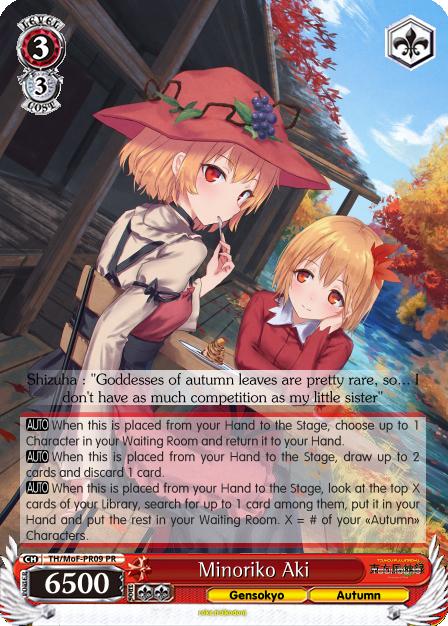 LEVEL
3
3
COST
Shizuha : "Goddesses of autumn leaves are pretty rare, so... I
don't have as much competition as my little sister"
AUTO When this is placed from your Hand to the Stage, choose up to 1
Character in your Waiting Room and return it to your Hand.
AUTO When this is placed from your Hand to the Stage, draw up to 2
cards and discard 1 card.
AUTO When this is placed from your Hand to the Stage, look at the top X
cards of your Library, search for up to 1 card among them, put it in your
Hand and put the rest in your Waiting Room. X = # of your «Autumn»
Characters.
CH TH/MoF-PR09 PR
POWER 6500 SOUL
Minoriko Aki
Gensokyo Autumn